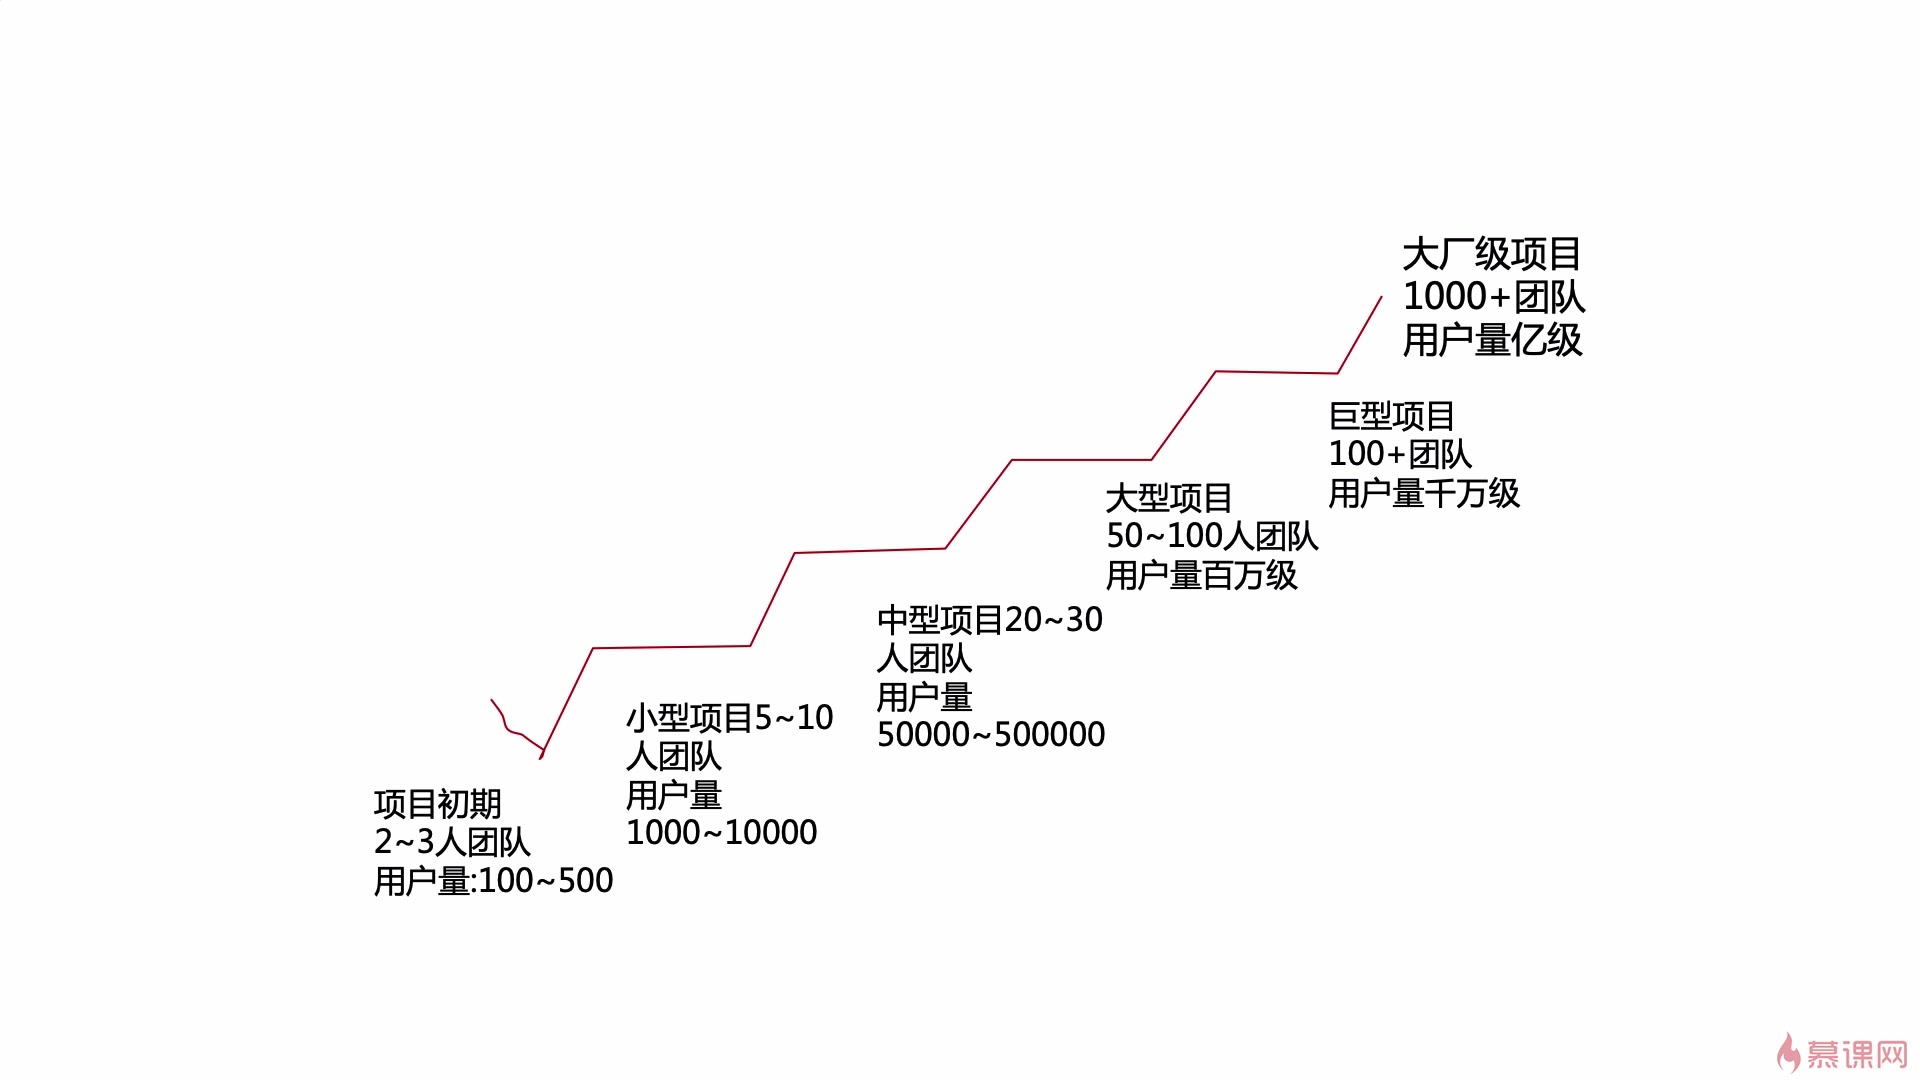 项目初期
2~3人团队
用户量:100~500
小型项目5~10
人团队
用户量
1000~10000
中型项目20~30
人团队
用户量
50000~500000
大型项目
50~100人团队
用户量百万级
巨型项目
100+团队
用户量千万级
大厂级项目
1000+团队
用户量亿级
慕课网